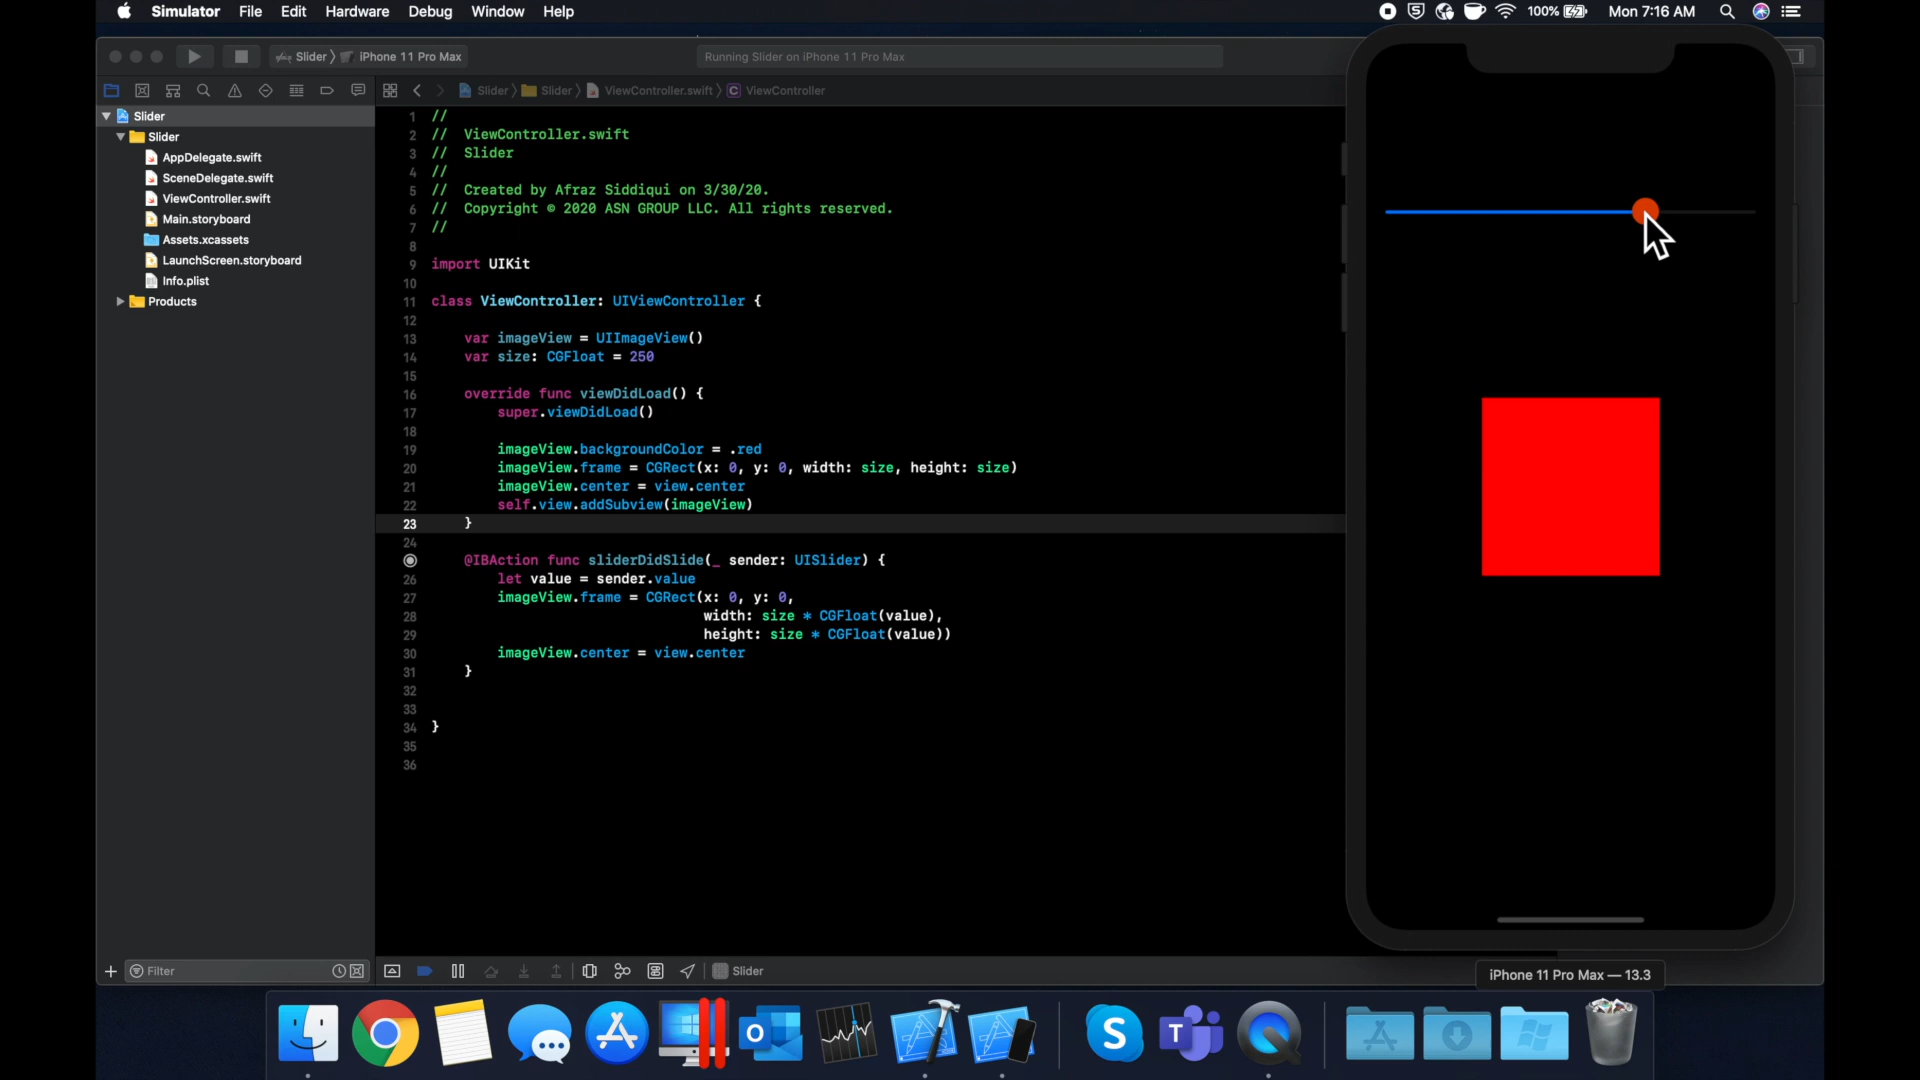 Simulator File Edit Hardware Debug Window Help
100% Mon 7:16 AM
Slider iPhone 11 Pro Max
Running Slider on iPhone 11 Pro Max
Slider Slider ViewController.swift C ViewController
Slider
Slider
AppDelegate.swift
SceneDelegate.swift
ViewController.swift
Main.storyboard
Assets.xcassets
LaunchScreen.storyboard
Info.plist
Products
1 //
2 // ViewController.swift
3 // Slider
4 //
5 // Created by Afraz Siddiqui on 3/30/20.
6 // Copyright © 2020 ASN GROUP LLC. All rights reserved.
7 //
8
9 import UIKit
10
11 class ViewController: UIViewController {
12
13 var imageView = UIImageView()
14 var size: CGFloat = 250
15
16 override func viewDidLoad() {
17 super.viewDidLoad()
18
19 imageView.backgroundColor = .red
20 imageView.frame = CGRect(x: 0, y: 0, width: size, height: size)
21 imageView.center = view.center
22 self.view.addSubview(imageView)
23 }
24
@IBAction func sliderDidSlide(_ sender: UISlider) {
26 let value = sender.value
27 imageView.frame = CGRect(x: 0, y: 0,
28 width: size * CGFloat(value),
29 height: size * CGFloat(value))
30 imageView.center = view.center
31 }
32
33
34 }
35
36
Filter
Slider
iPhone 11 Pro Max — 13.3